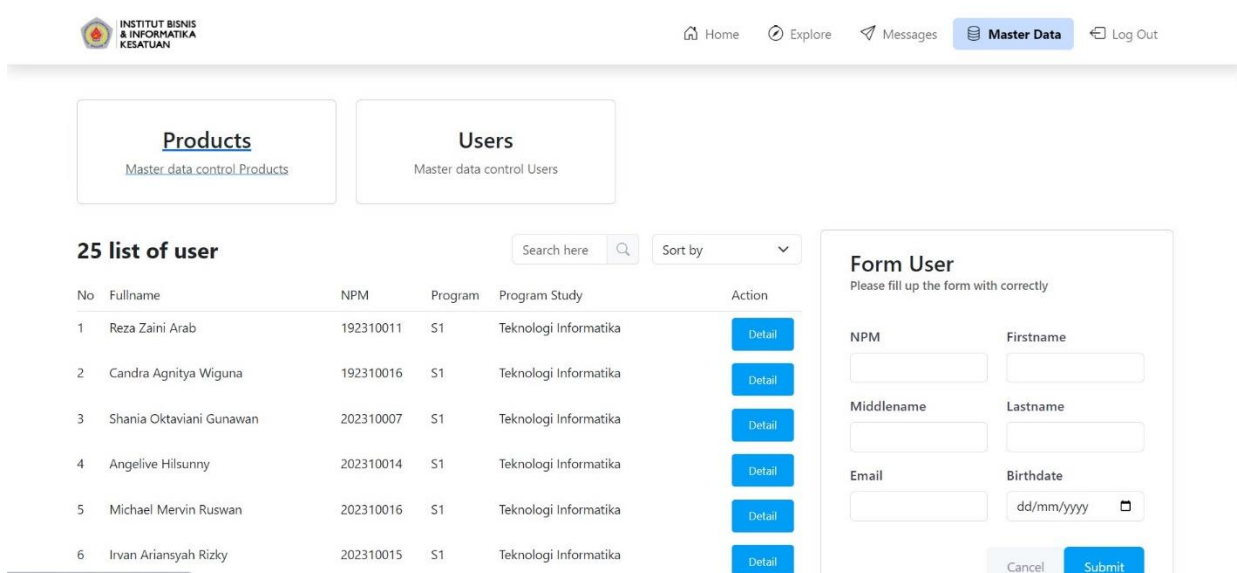 INSTITUT BISNIS
& INFORMATIKA
KESATUAN
Home Explore Messages Master Data Log Out
Products
Master data control Products
Users
Master data control Users
25 list of user
Search here
Sort by
No Fullname NPM Program Program Study Action
1 Reza Zaini Arab 192310011 S1 Teknologi Informatika Detail
2 Candra Agnitya Wiguna 192310016 S1 Teknologi Informatika Detail
3 Shania Oktaviani Gunawan 202310007 S1 Teknologi Informatika Detail
4 Angelive Hilsunny 202310014 S1 Teknologi Informatika Detail
5 Michael Mervin Ruswan 202310016 S1 Teknologi Informatika Detail
6 Irvan Ariansyah Rizky 202310015 S1 Teknologi Informatika Detail
Form User
Please fill up the form with correctly
NPM Firstname
Middlename Lastname
Email Birthdate
dd/mm/yyyy
Cancel Submit